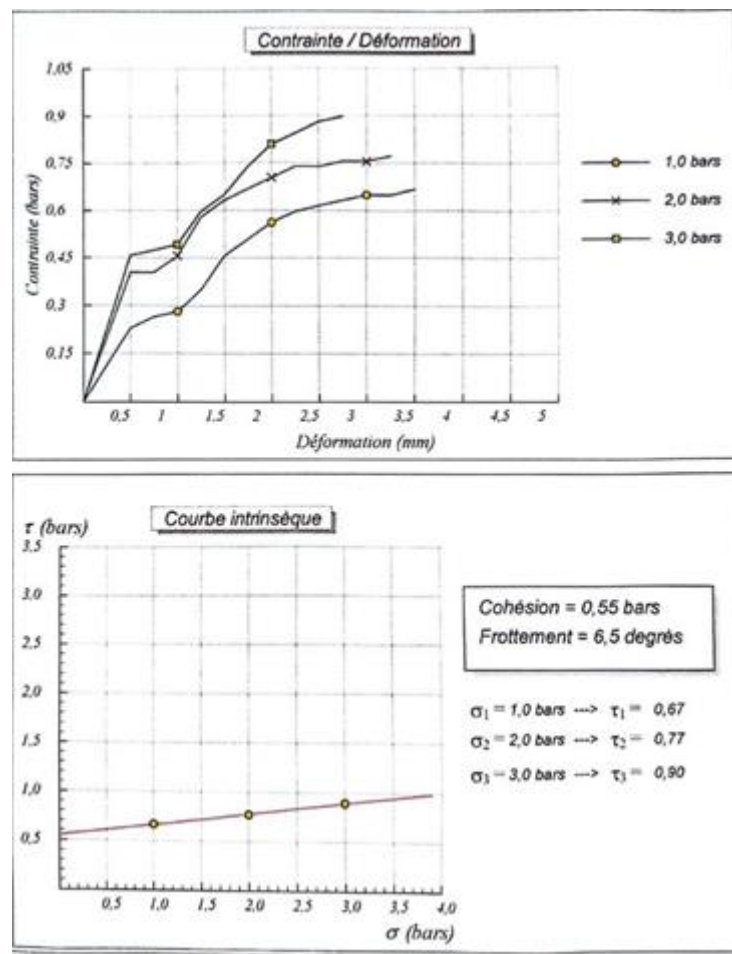 Contrainte / Déformation
Contrainte (bars)
1,05
0,9
0,75
0,6
0,45
0,3
0,15
0,5 1 1,5 2 2,5 3 3,5 4 4,5 5
Déformation (mm)
1,0 bars
2,0 bars
3,0 bars
Courbe intrinsèque
τ (bars)
3,5
3,0
2,5
2,0
1,5
1,0
0,5
0,5 1,0 1,5 2,0 2,5 3,0 3,5 4,0
σ (bars)
Cohésion = 0,55 bars
Frottement = 6,5 degrès
σ₁ = 1,0 bars ---> τ₁ = 0,67
σ₂ = 2,0 bars ---> τ₂ = 0,77
σ₃ = 3,0 bars ---> τ₃ = 0,90